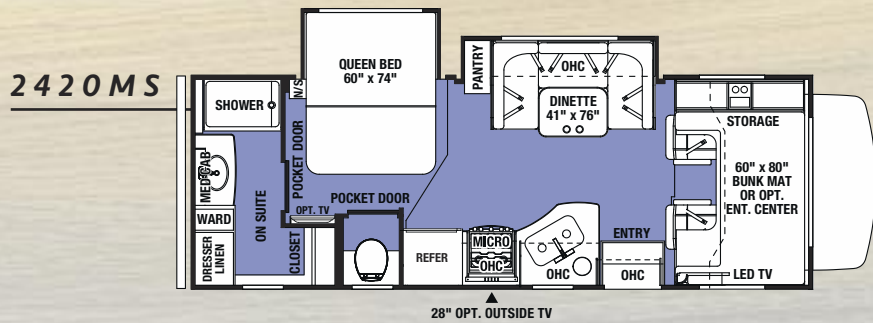 2420MS
SHOWER
MED CAB
WARD
DRESSER
LINEN
ON SUITE
CLOSET
N/S
POCKET DOOR
QUEEN BED
60" x 74"
POCKET DOOR
OPT. TV
PANTRY
OHC
DINETTE
41" x 76"
REFER
MICRO
OHC
OHC
ENTRY
OHC
STORAGE
60" x 80"
BUNK MAT
OR OPT.
ENT. CENTER
LED TV
28" OPT. OUTSIDE TV